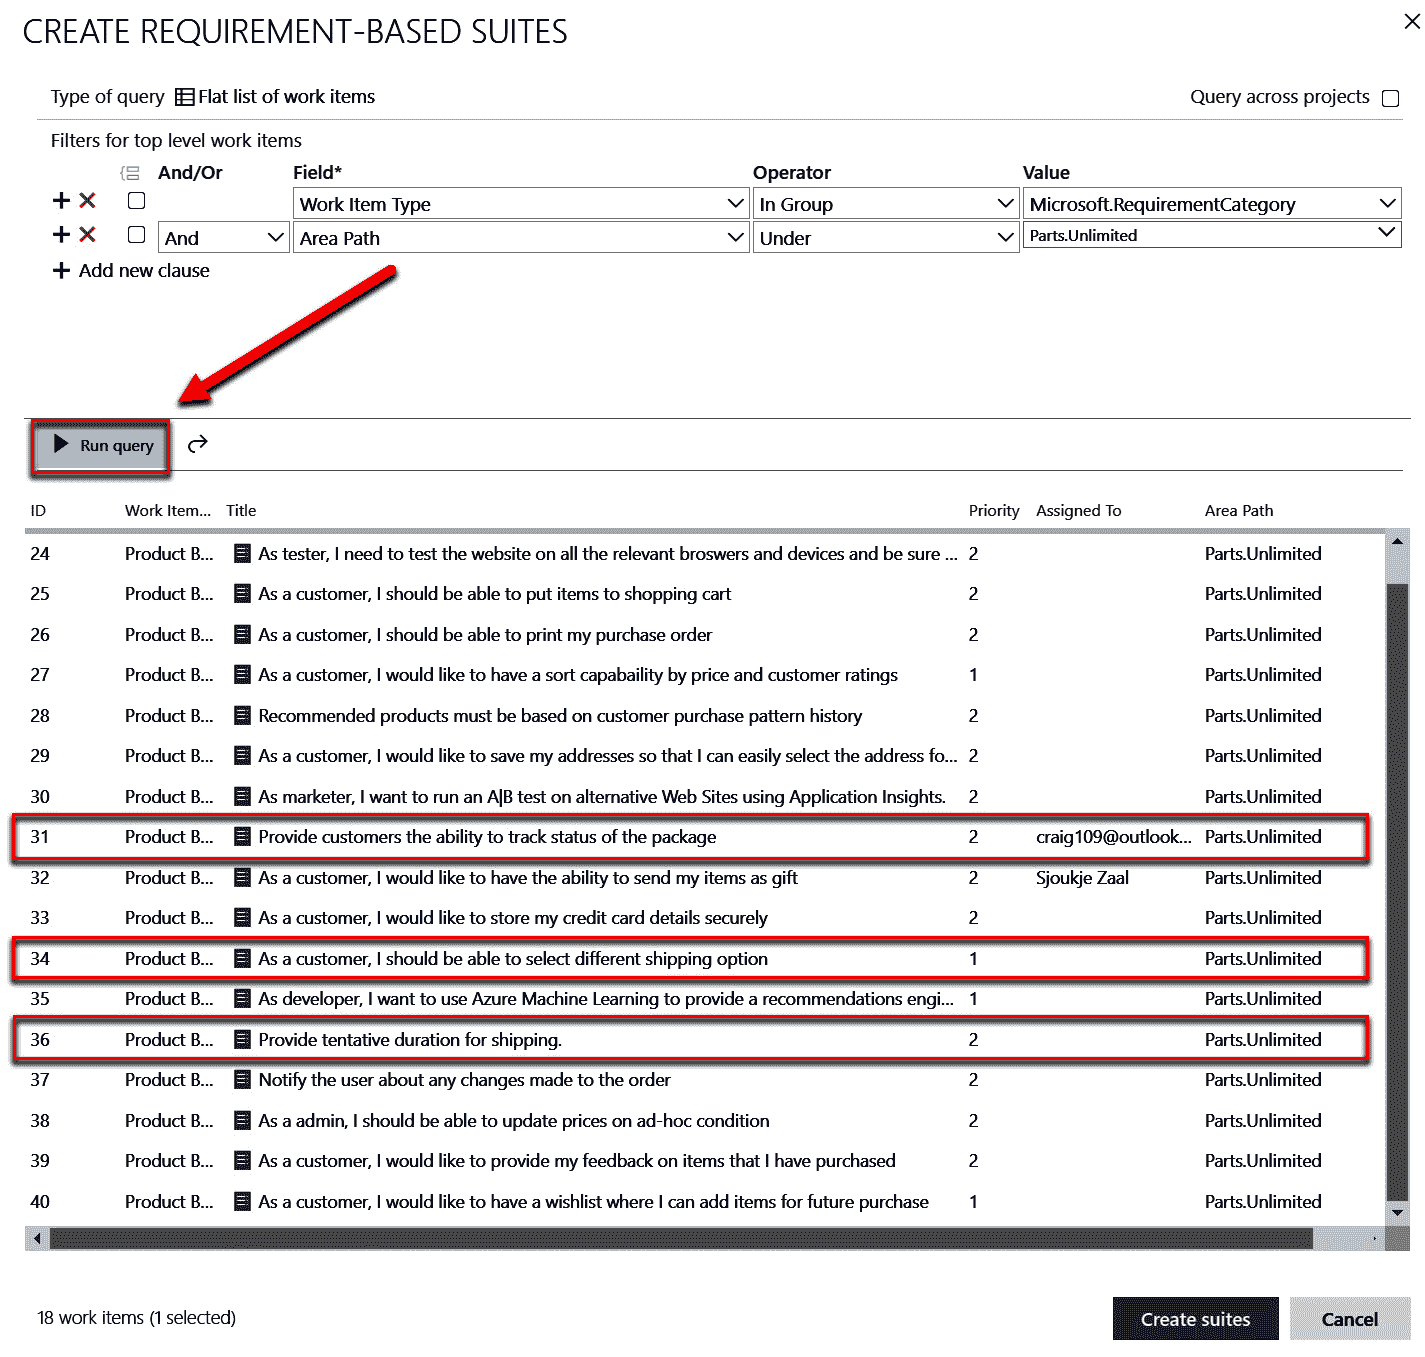 CREATE REQUIREMENT-BASED SUITES
Type of query Flat list of work items Query across projects
Filters for top level work items
And/Or Field* Operator Value
Work Item Type In Group Microsoft.RequirementCategory
And Area Path Under Parts.Unlimited
Add new clause
Run query
ID Work Item... Title Priority Assigned To Area Path
24 Product B... As tester, I need to test the website on all the relevant broswers and devices and be sure ... 2 Parts.Unlimited
25 Product B... As a customer, I should be able to put items to shopping cart 2 Parts.Unlimited
26 Product B... As a customer, I should be able to print my purchase order 2 Parts.Unlimited
27 Product B... As a customer, I would like to have a sort capabaility by price and customer ratings 1 Parts.Unlimited
28 Product B... Recommended products must be based on customer purchase pattern history 2 Parts.Unlimited
29 Product B... As a customer, I would like to save my addresses so that I can easily select the address fo... 2 Parts.Unlimited
30 Product B... As marketer, I want to run an A|B test on alternative Web Sites using Application Insights. 2 Parts.Unlimited
31 Product B... Provide customers the ability to track status of the package 2 craig109@outlook... Parts.Unlimited
32 Product B... As a customer, I would like to have the ability to send my items as gift 2 Sjoukje Zaal Parts.Unlimited
33 Product B... As a customer, I would like to store my credit card details securely 2 Parts.Unlimited
34 Product B... As a customer, I should be able to select different shipping option 1 Parts.Unlimited
35 Product B... As developer, I want to use Azure Machine Learning to provide a recommendations engi... 1 Parts.Unlimited
36 Product B... Provide tentative duration for shipping. 2 Parts.Unlimited
37 Product B... Notify the user about any changes made to the order 2 Parts.Unlimited
38 Product B... As a admin, I should be able to update prices on ad-hoc condition 2 Parts.Unlimited
39 Product B... As a customer, I would like to provide my feedback on items that I have purchased 2 Parts.Unlimited
40 Product B... As a customer, I would like to have a wishlist where I can add items for future purchase 1 Parts.Unlimited
18 work items (1 selected) Create suites Cancel